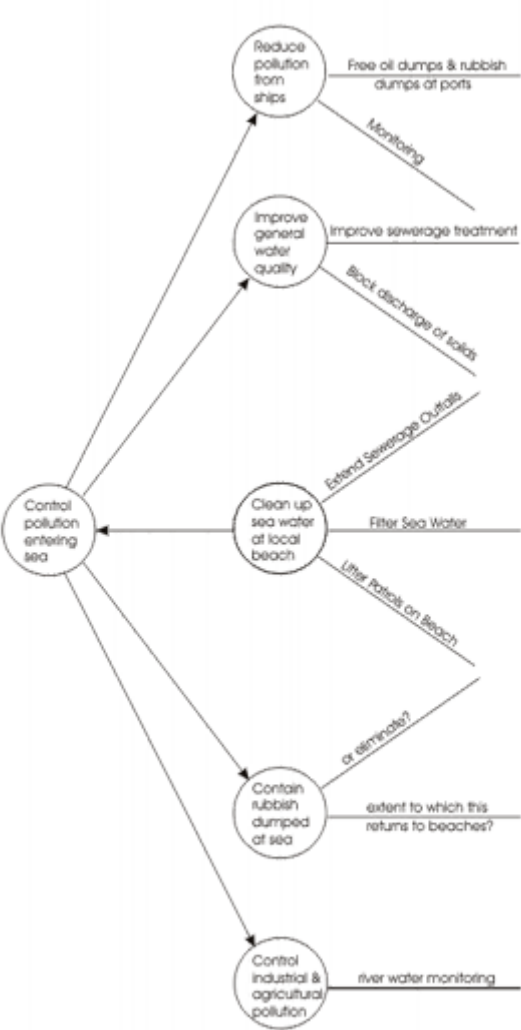 Reduce
pollution
from
ships
Free oil dumps & rubbish
dumps at ports
Monitoring
Improve
general
water
quality
Improve sewerage treatment
Block discharge of solids
Extend Sewerage Outfalls
Control
pollution
entering
sea
Clean up
sea water
at local
beach
Filter Sea Water
Litter Patrols on Beach
or eliminate?
Contain
rubbish
dumped
at sea
extent to which this
returns to beaches?
Control
industrial &
agricultural
pollution
river water monitoring